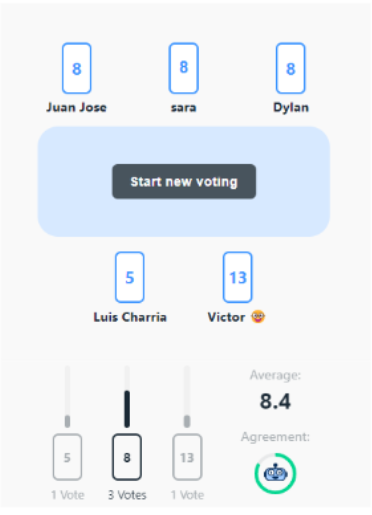 8 8 8
Juan Jose sara Dylan
Start new voting
5 13
Luis Charria Victor 🤓
Average:
8.4
Agreement:
5 8 13
1 Vote 3 Votes 1 Vote